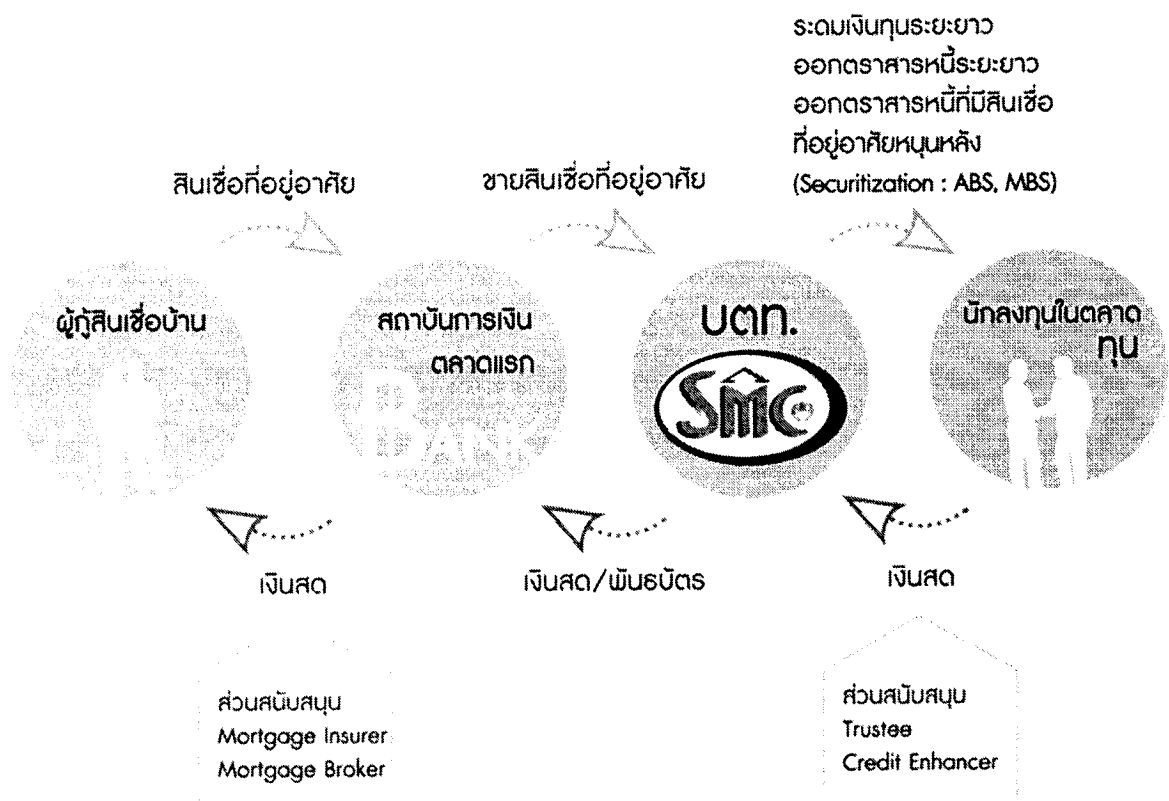 ระดมเงินทุนระยะยาว
ออกตราสารหนี้ระยะยาว
ออกตราสารหนี้ที่มีสินเชื่อ
ที่อยู่อาศัยหนุนหลัง
(Securitization : ABS, MBS)
สินเชื่อที่อยู่อาศัย
ขายสินเชื่อที่อยู่อาศัย
ผู้กู้สินเชื่อบ้าน
สถาบันการเงิน
ตลาดแรก
BANK
บตท.
SMC
นักลงทุนในตลาด
ทุน
เงินสด
เงินสด/พันธบัตร
เงินสด
ส่วนสนับสนุน
Mortgage Insurer
Mortgage Broker
ส่วนสนับสนุน
Trustee
Credit Enhancer